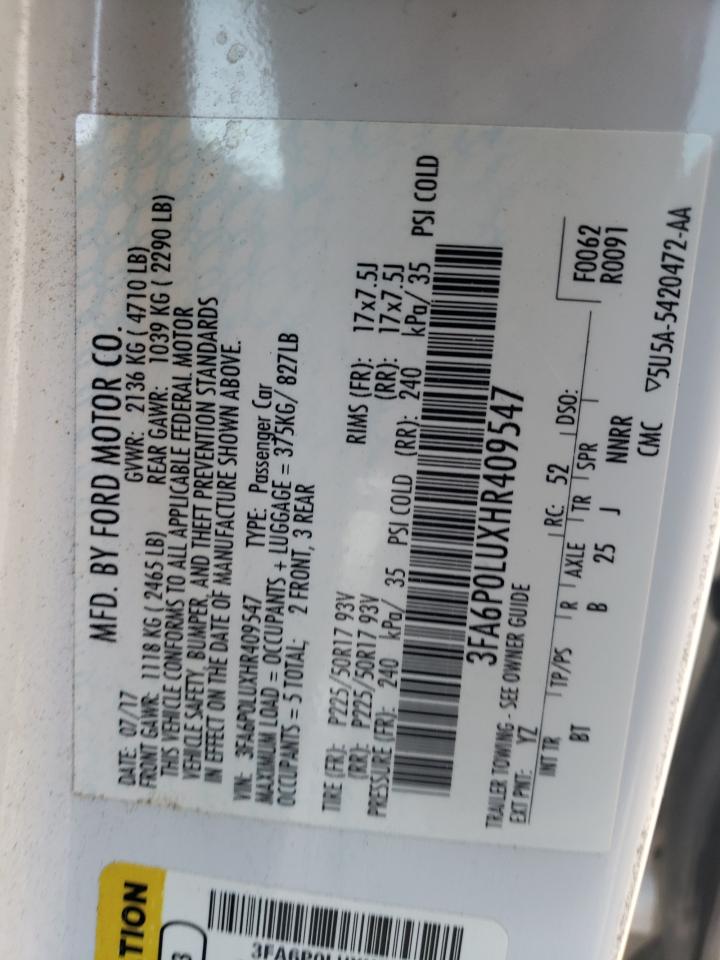 MFD. BY FORD MOTOR CO.
DATE: 07/17 GVWR: 2136 KG ( 4710 LB)
FRONT GAWR: 1118 KG ( 2465 LB) REAR GAWR: 1039 KG ( 2290 LB)
THIS VEHICLE CONFORMS TO ALL APPLICABLE FEDERAL MOTOR
VEHICLE SAFETY, BUMPER, AND THEFT PREVENTION STANDARDS
IN EFFECT ON THE DATE OF MANUFACTURE SHOWN ABOVE.
VIN: 3FA6P0LUXHR409547 TYPE: Passenger Car
MAXIMUM LOAD = OCCUPANTS + LUGGAGE = 375KG/ 827LB
OCCUPANTS = 5 TOTAL: 2 FRONT, 3 REAR
TIRE (FR): P225/50R17 93V RIMS (FR): 17x7.5J
(RR): P225/50R17 93V (RR): 17x7.5J
PRESSURE (FR): 240 kPa/ 35 PSI COLD (RR): 240 kPa/ 35 PSI COLD
3FA6P0LUXHR409547
TRAILER TOWING - SEE OWNER GUIDE
EXT PNT: YZ RC: 52 DSO: F0062
R0091
INT TR TP/PS R AXLE TR SPR
BT B 25 J NNRR
CMC ▽5U5A-5420472-AA
TION
3FA6P0LUX